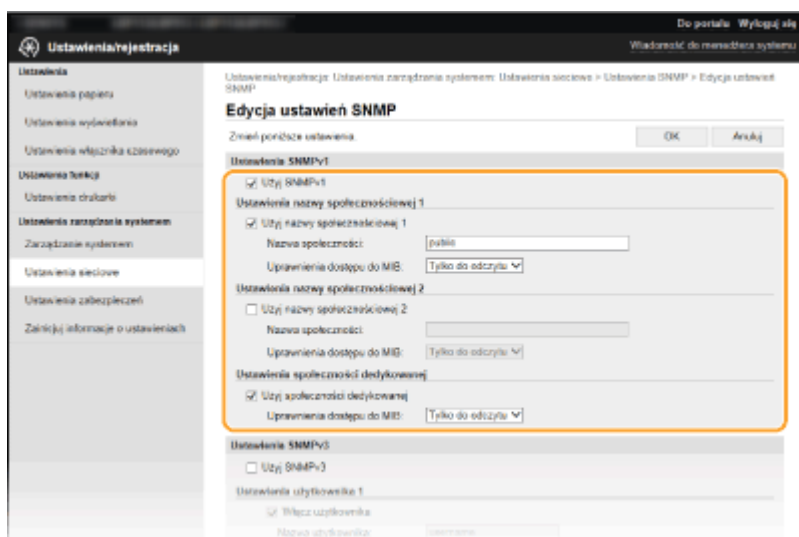 Do portalu Wyloguj się
Ustawienia/rejestracja
Wiadomość do menedżera systemu
Ustawienia
Ustawienia papieru
Ustawienia wyświetlania
Ustawienia włącznika czasowego
Ustawienia funkcji
Ustawienia drukarki
Ustawienia zarządzania systemem
Zarządzanie systemem
Ustawienia sieciowe
Ustawienia zabezpieczeń
Zainicjuj informacje o ustawieniach
Ustawienia/rejestracja: Ustawienia zarządzania systemem: Ustawienia sieciowe > Ustawienia SNMP > Edycja ustawień
SNMP
Edycja ustawień SNMP
Zmień poniższe ustawienia.
OK
Anuluj
Ustawienia SNMPv1
Użyj SNMPv1
Ustawienia nazwy społecznościowej 1
Użyj nazwy społecznościowej 1
Nazwa społeczności: public
Uprawnienia dostępu do MIB: Tylko do odczytu
Ustawienia nazwy społecznościowej 2
Użyj nazwy społecznościowej 2
Nazwa społeczności:
Uprawnienia dostępu do MIB: Tylko do odczytu
Ustawienia społeczności dedykowanej
Użyj społeczności dedykowanej
Uprawnienia dostępu do MIB: Tylko do odczytu
Ustawienia SNMPv3
Użyj SNMPv3
Ustawienia użytkownika 1
Włącz użytkownika
Nazwa użytkownika: username